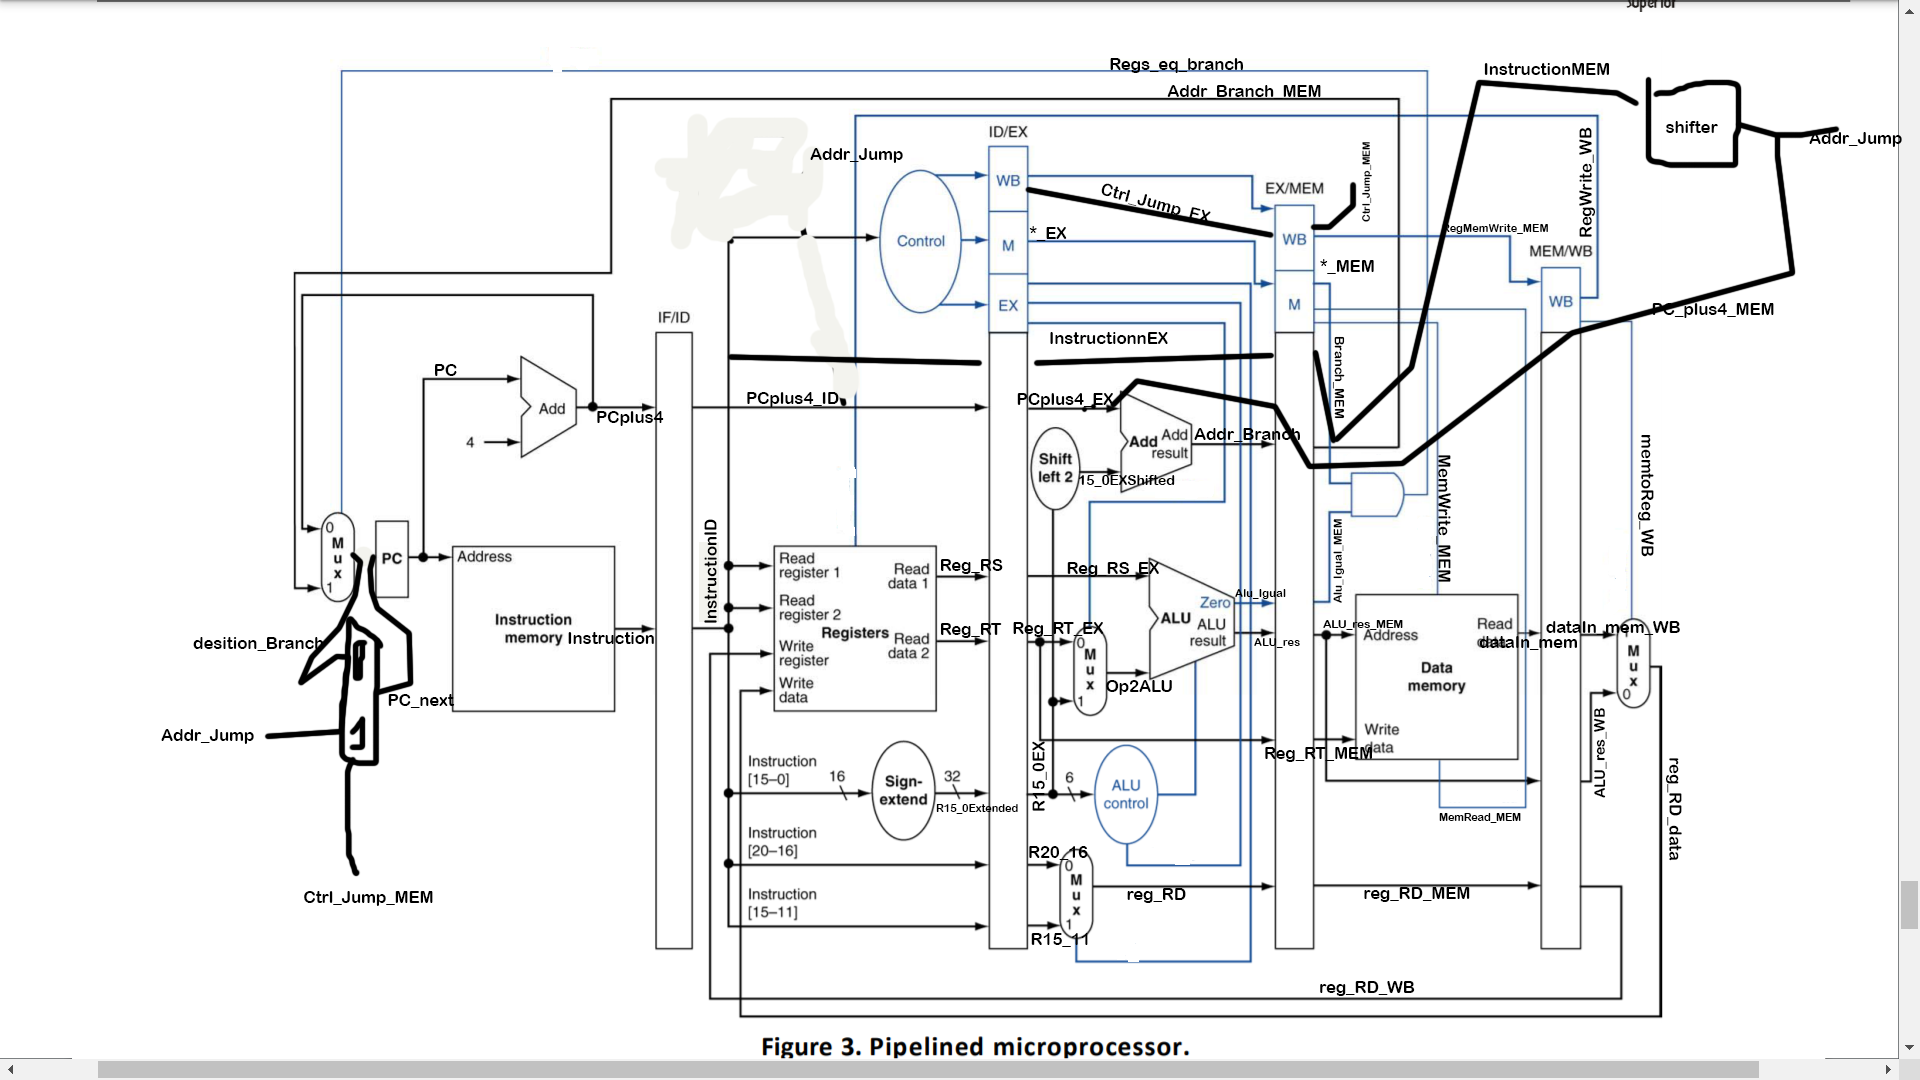 Superior
Regs_eq_branch
InstructionMEM
Addr_Branch_MEM
shifter
Addr_Jump
ID/EX
Addr_Jump
RegWrite_WB
Ctrl_Jump_MEM
WB
Ctrl_Jump_EX
EX/MEM
*_EX
Control
M
WB
RegMemWrite_MEM
MEM/WB
*_MEM
EX
M
WB
PC_plus4_MEM
IF/ID
InstructionnEX
Branch_MEM
PC
Add
PCplus4
4
PCplus4_ID
PCplus4_EX
Add
Add
result
Addr_Branch
Shift
left 2
15_0EXShifted
MemWrite_MEM
memtoReg_WB
0
M
u
x
1
PC
Address
Instruction
memory
Instruction
InstructionID
Read
register 1
Read
data 1
Reg_RS
Reg_RS_EX
Read
register 2
Registers
Write
register
Read
data 2
Reg_RT
Reg_RT_EX
Write
data
0
M
u
x
1
Op2ALU
Zero
ALU
ALU
result
Alu_Igual
ALU_res
Alu_Igual_MEM
ALU_res_MEM
Address
Read
data
Data
memory
Write
data
dataIn_mem
dataIn_mem_WB
M
u
x
0
desition_Branch
0
PC_next
Addr_Jump
1
Ctrl_Jump_MEM
Reg_RT_MEM
ALU_res_WB
reg_RD_data
Instruction
[15–0]
16
Sign-
extend
32
R15_0Extended
R15_0EX
6
ALU
control
MemRead_MEM
Instruction
[20–16]
R20_16
0
M
u
x
1
reg_RD
reg_RD_MEM
Instruction
[15–11]
R15_11
reg_RD_WB
Figure 3. Pipelined microprocessor.